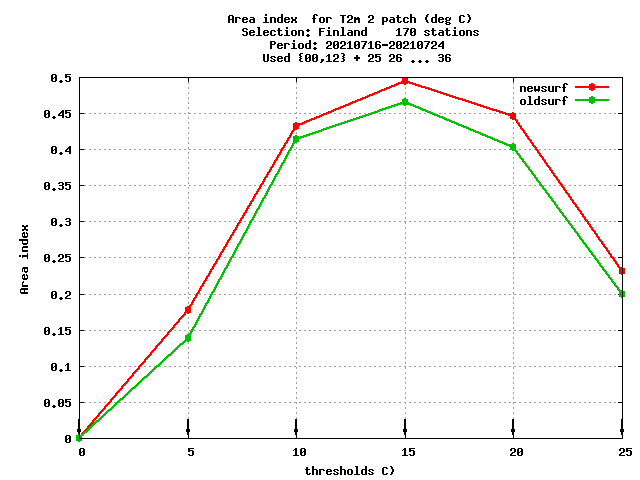 Area index  for T2m 2 patch (deg C)
Selection: Finland    170 stations
Period: 20210716-20210724
Used {00,12} + 25 26 ... 36
newsurf
oldsurf
0.5
0.45
0.4
0.35
0.3
0.25
0.2
0.15
0.1
0.05
0
Area index
0 5 10 15 20 25
thresholds C)